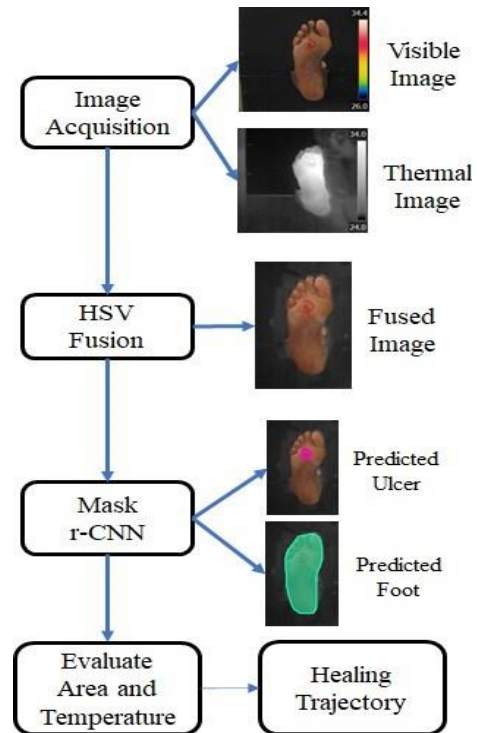 34.4
Visible
Image
26.0
Image
Acquisition
34.0
Thermal
Image
24.0
HSV
Fusion
Fused
Image
Mask
r-CNN
Predicted
Ulcer
Predicted
Foot
Evaluate
Area and
Temperature
Healing
Trajectory